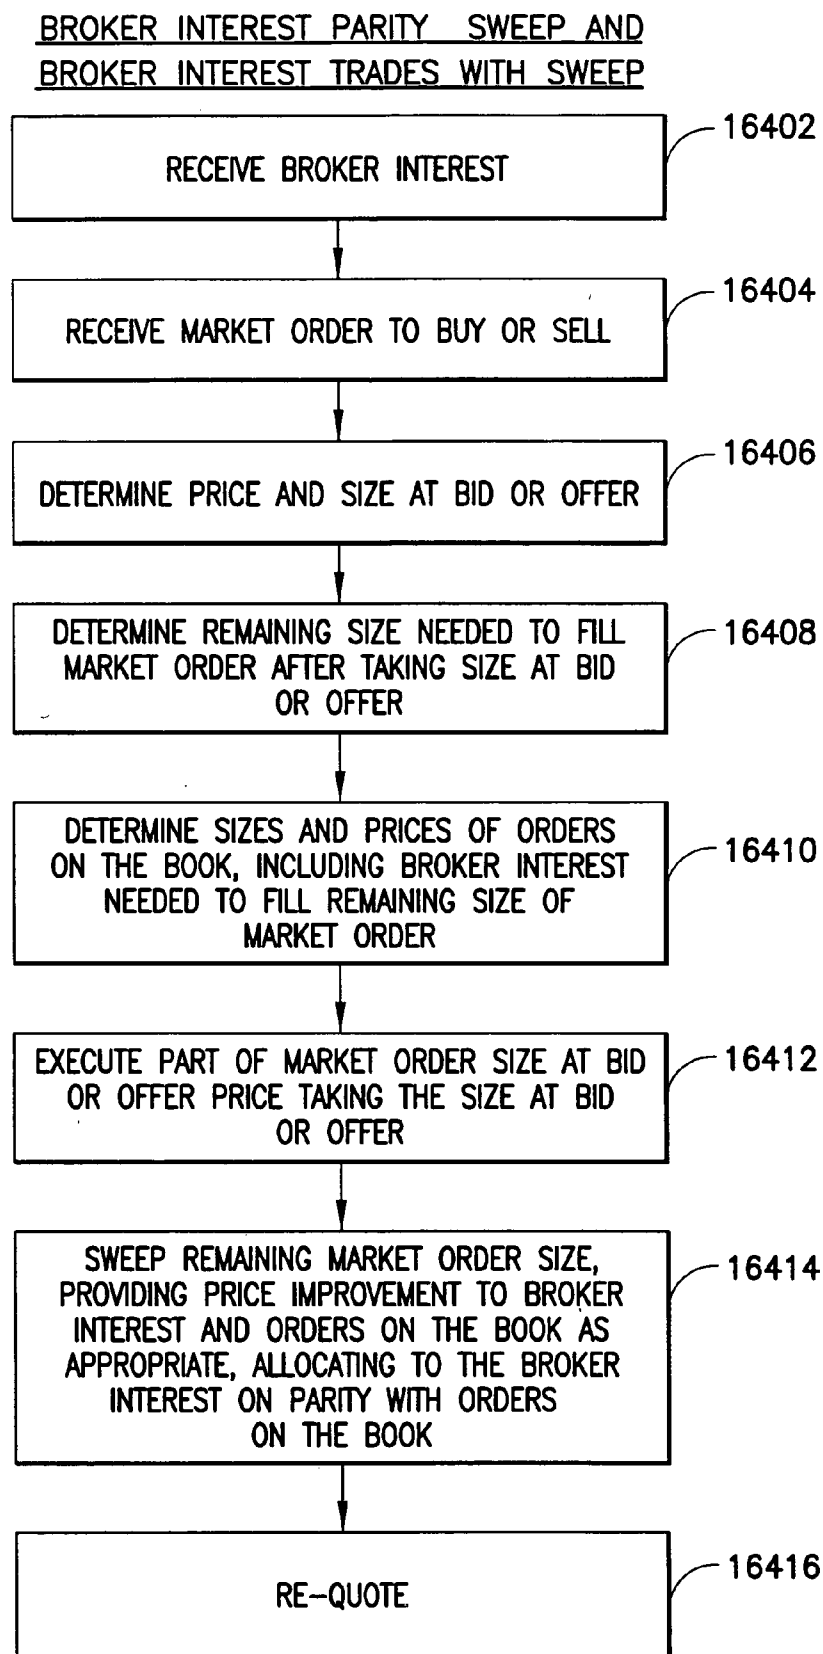 BROKER INTEREST PARITY SWEEP AND
BROKER INTEREST TRADES WITH SWEEP
16402
RECEIVE BROKER INTEREST
16404
RECEIVE MARKET ORDER TO BUY OR SELL
16406
DETERMINE PRICE AND SIZE AT BID OR OFFER
16408
DETERMINE REMAINING SIZE NEEDED TO FILL
MARKET ORDER AFTER TAKING SIZE AT BID
OR OFFER
16410
DETERMINE SIZES AND PRICES OF ORDERS
ON THE BOOK, INCLUDING BROKER INTEREST
NEEDED TO FILL REMAINING SIZE OF
MARKET ORDER
16412
EXECUTE PART OF MARKET ORDER SIZE AT BID
OR OFFER PRICE TAKING THE SIZE AT BID
OR OFFER
16414
SWEEP REMAINING MARKET ORDER SIZE,
PROVIDING PRICE IMPROVEMENT TO BROKER
INTEREST AND ORDERS ON THE BOOK AS
APPROPRIATE, ALLOCATING TO THE BROKER
INTEREST ON PARITY WITH ORDERS
ON THE BOOK
16416
RE-QUOTE